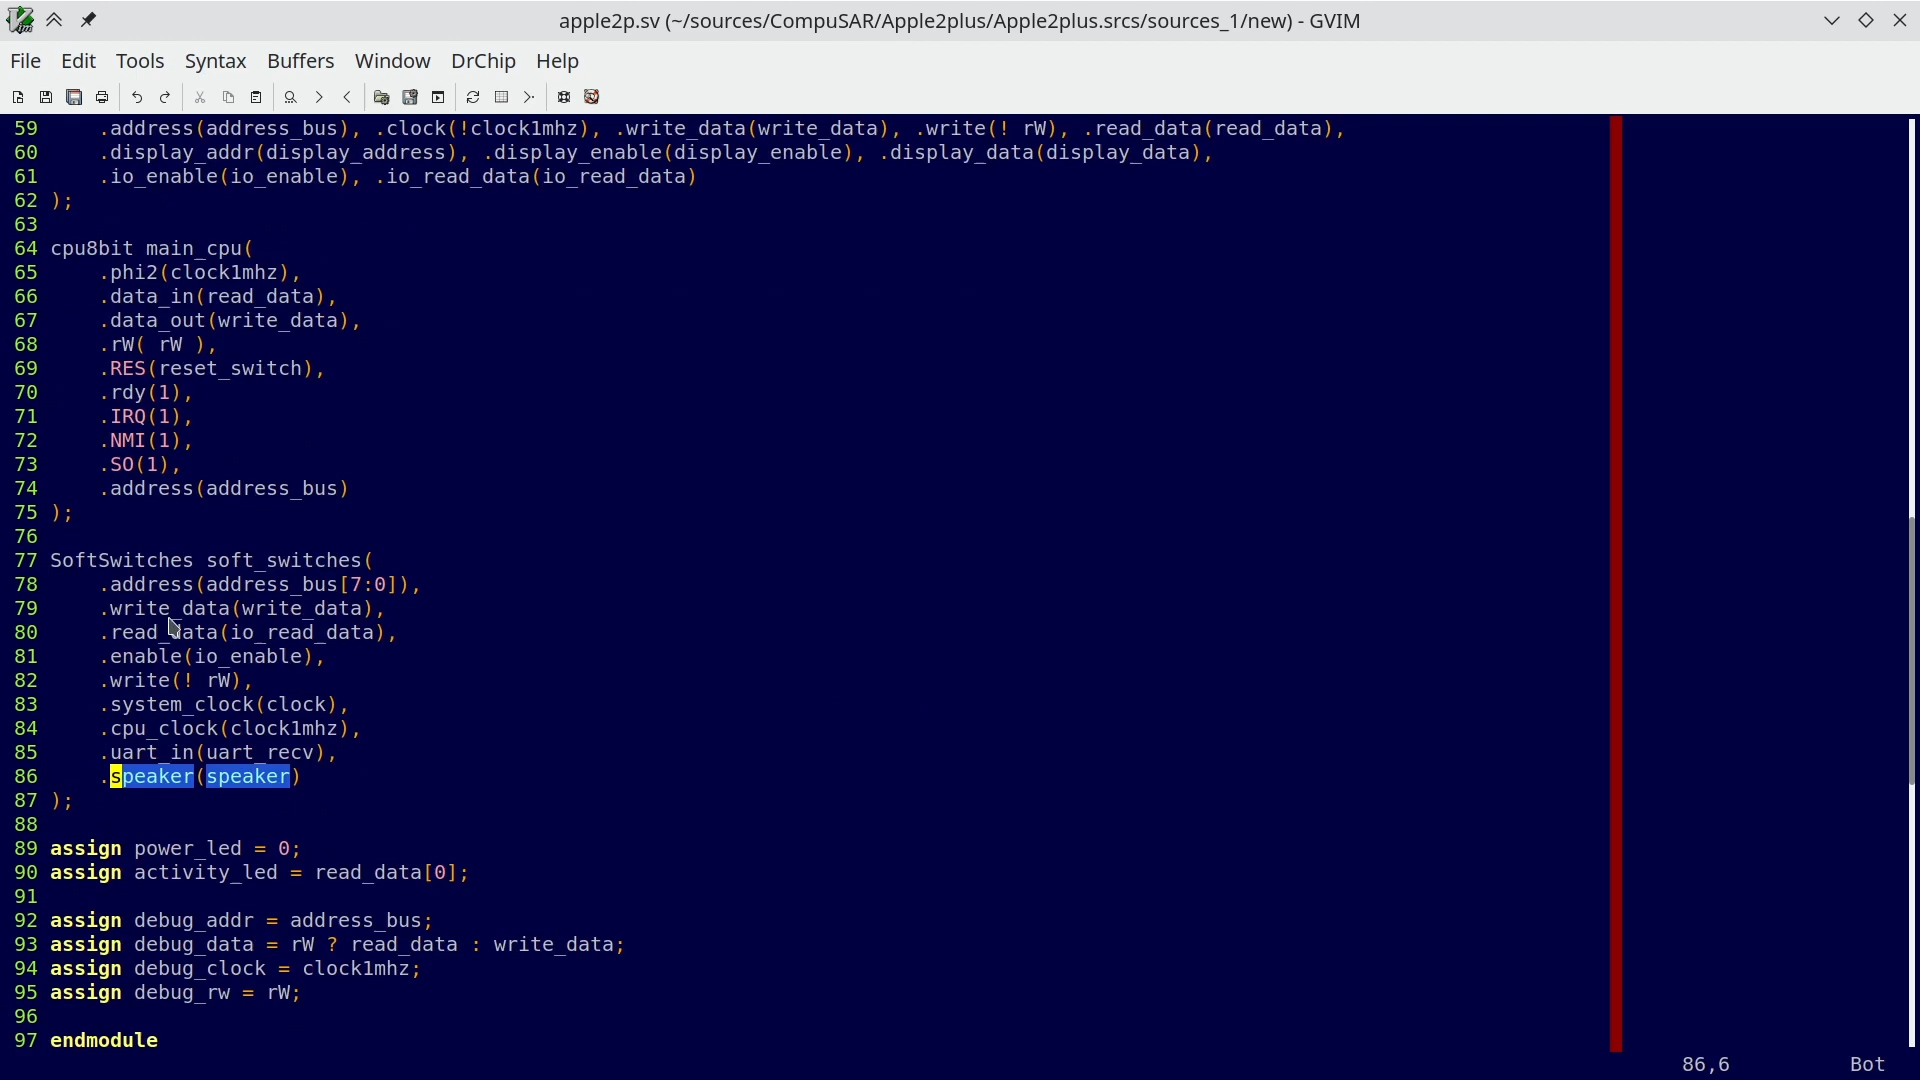 apple2p.sv (~/sources/CompuSAR/Apple2plus/Apple2plus.srcs/sources_1/new) - GVIM
File Edit Tools Syntax Buffers Window DrChip Help
59     .address(address_bus), .clock(!clock1mhz), .write_data(write_data), .write(! rW), .read_data(read_data),
60     .display_addr(display_address), .display_enable(display_enable), .display_data(display_data),
61     .io_enable(io_enable), .io_read_data(io_read_data)
62 );
63
64 cpu8bit main_cpu(
65     .phi2(clock1mhz),
66     .data_in(read_data),
67     .data_out(write_data),
68     .rW( rW ),
69     .RES(reset_switch),
70     .rdy(1),
71     .IRQ(1),
72     .NMI(1),
73     .SO(1),
74     .address(address_bus)
75 );
76
77 SoftSwitches soft_switches(
78     .address(address_bus[7:0]),
79     .write_data(write_data),
80     .read_data(io_read_data),
81     .enable(io_enable),
82     .write(! rW),
83     .system_clock(clock),
84     .cpu_clock(clock1mhz),
85     .uart_in(uart_recv),
86     .speaker(speaker)
87 );
88
89 assign power_led = 0;
90 assign activity_led = read_data[0];
91
92 assign debug_addr = address_bus;
93 assign debug_data = rW ? read_data : write_data;
94 assign debug_clock = clock1mhz;
95 assign debug_rw = rW;
96
97 endmodule
86,6 Bot